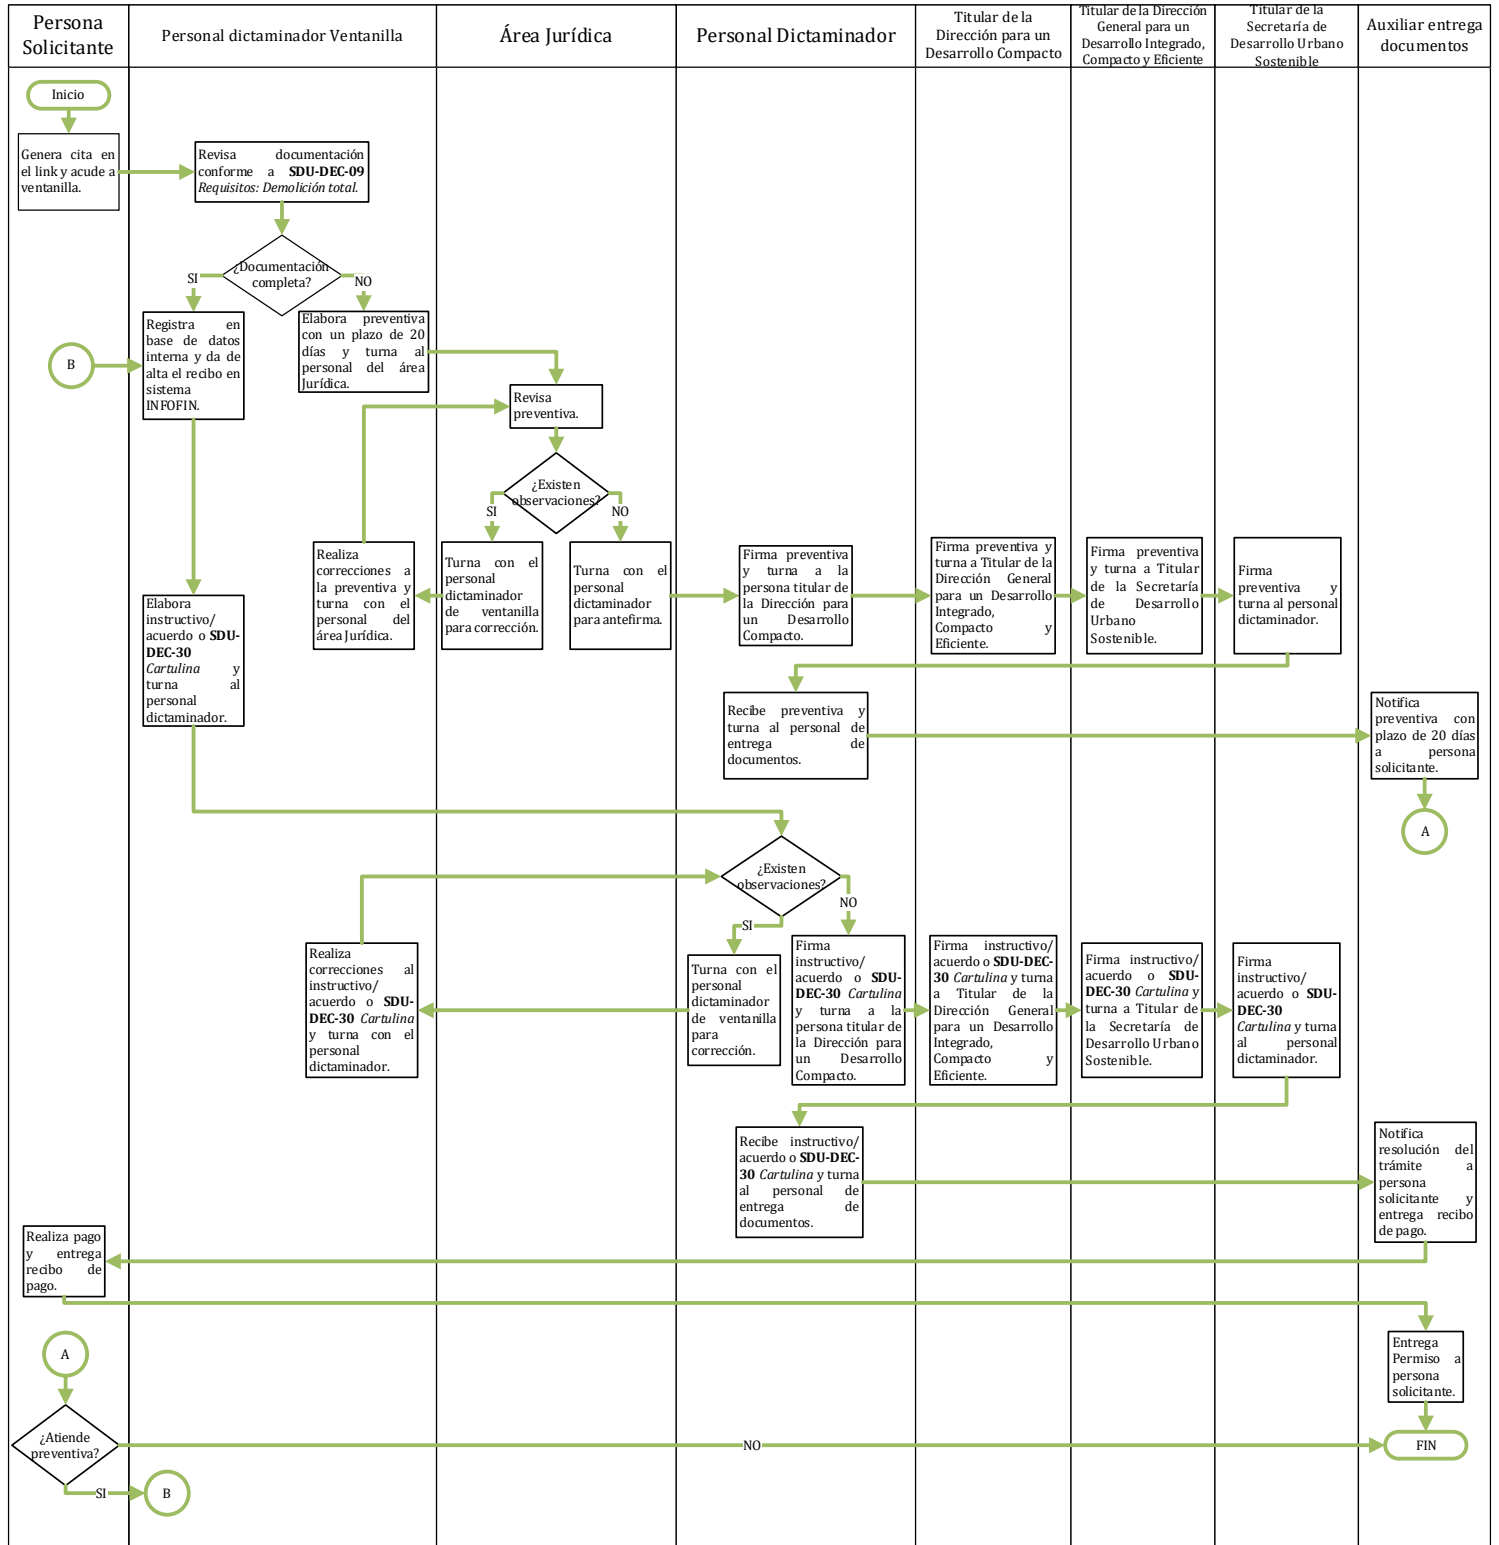 Persona
Solicitante
Personal dictaminador Ventanilla
Área Jurídica
Personal Dictaminador
Titular de la
Dirección para un
Desarrollo Compacto
Titular de la Dirección
General para un
Desarrollo Integrado,
Compacto y Eficiente
Titular de la
Secretaría de
Desarrollo Urbano
Sostenible
Auxiliar entrega
documentos
Inicio
Genera cita en
el link y acude a
ventanilla.
Revisa documentación
conforme a SDU-DEC-09
Requisitos: Demolición total.
¿Documentación
completa?
SI
NO
B
Registra en
base de datos
interna y da de
alta el recibo en
sistema
INFOFIN.
Elabora preventiva
con un plazo de 20
días y turna al
personal del área
Jurídica.
Revisa
preventiva.
¿Existen
observaciones?
SI
NO
Realiza
correcciones a
la preventiva y
turna con el
personal del
área Jurídica.
Turna con el
personal
dictaminador
de ventanilla
para corrección.
Turna con el
personal
dictaminador
para antefirma.
Firma preventiva
y turna a la
persona titular de
la Dirección para
un Desarrollo
Compacto.
Firma preventiva y
turna a Titular de la
Dirección General
para un Desarrollo
Integrado,
Compacto y
Eficiente.
Firma preventiva
y turna a Titular
de la Secretaría
de Desarrollo
Urbano
Sostenible.
Firma
preventiva y
turna al personal
dictaminador.
Elabora
instructivo/
acuerdo o SDU-
DEC-30
Cartulina y
turna al
personal
dictaminador.
Recibe preventiva y
turna al personal de
entrega de
documentos.
Notifica
preventiva con
plazo de 20 días
a persona
solicitante.
A
¿Existen
observaciones?
NO
SI
Realiza
correcciones al
instructivo/
acuerdo o SDU-
DEC-30 Cartulina
y turna con el
personal
dictaminador.
Turna con el
personal
dictaminador
de ventanilla
para
corrección.
Firma
instructivo/
acuerdo o SDU-
DEC-30 Cartulina
y turna a la
persona titular de
la Dirección para
un Desarrollo
Compacto.
Firma instructivo/
acuerdo o SDU-DEC-
30 Cartulina y turna
a Titular de la
Dirección General
para un Desarrollo
Integrado,
Compacto y
Eficiente.
Firma instructivo/
acuerdo o SDU-
DEC-30 Cartulina y
turna a Titular de
la Secretaría de
Desarrollo Urbano
Sostenible.
Firma
instructivo/
acuerdo o SDU-
DEC-30
Cartulina y turna
al personal
dictaminador.
Recibe instructivo/
acuerdo o SDU-DEC-
30 Cartulina y turna
al personal de
entrega de
documentos.
Notifica
resolución del
trámite a
persona
solicitante y
entrega recibo
de pago.
Realiza pago
y entrega
recibo de
pago.
A
Entrega
Permiso a
persona
solicitante.
¿Atiende
preventiva?
NO
FIN
SI
B